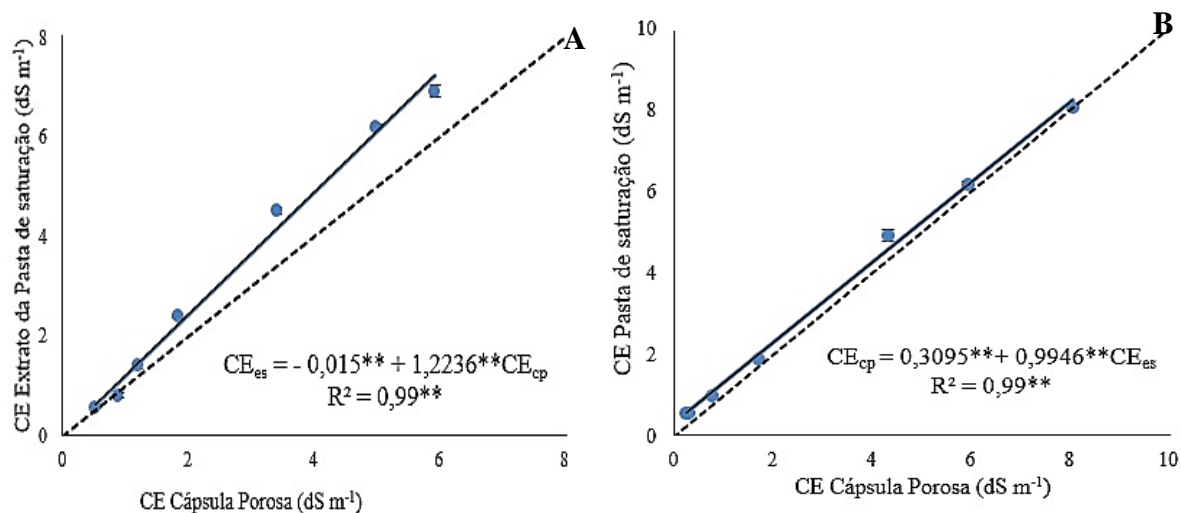 A
CE Extrato da Pasta de saturação (dS m⁻¹)
8
6
4
2
0
0 2 4 6 8
CE Cápsula Porosa (dS m⁻¹)
CEes = - 0,015** + 1,2236**CEcp
R² = 0,99**
B
CE Pasta de saturação (dS m⁻¹)
10
8
6
4
2
0
0 2 4 6 8 10
CE Cápsula Porosa (dS m⁻¹)
CEcp = 0,3095**+ 0,9946**CEes
R² = 0,99**